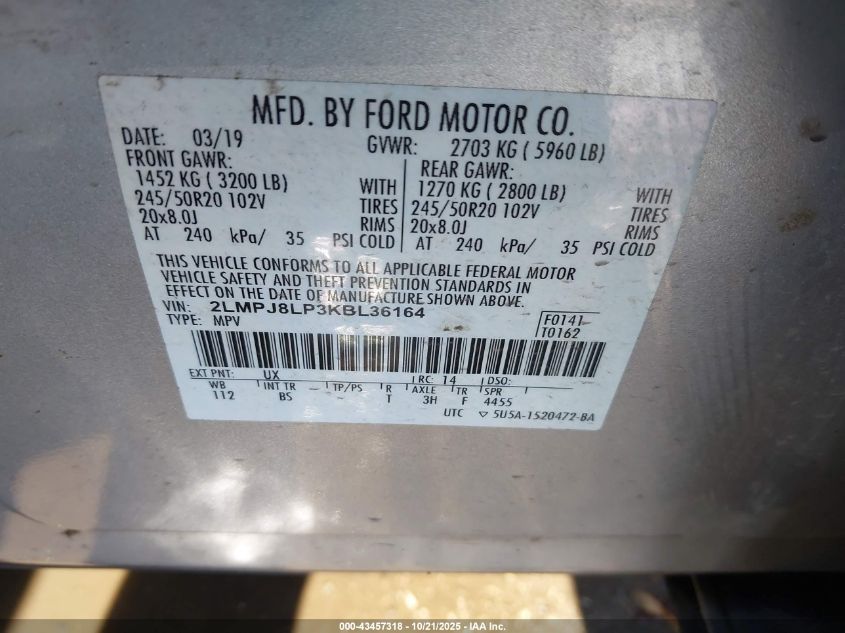 MFD. BY FORD MOTOR CO.
DATE: 03/19 GVWR: 2703 KG ( 5960 LB)
FRONT GAWR: REAR GAWR:
1452 KG ( 3200 LB) WITH 1270 KG ( 2800 LB) WITH
245/50R20 102V TIRES 245/50R20 102V TIRES
20x8.0J RIMS 20x8.0J RIMS
AT 240 kPa/ 35 PSI COLD AT 240 kPa/ 35 PSI COLD
THIS VEHICLE CONFORMS TO ALL APPLICABLE FEDERAL MOTOR
VEHICLE SAFETY AND THEFT PREVENTION STANDARDS IN
EFFECT ON THE DATE OF MANUFACTURE SHOWN ABOVE.
VIN: 2LMPJ8LP3KBL36164 F0141
TYPE: MPV T0162
EXT PNT: UX RC: 14 DSO:
WB INT TR TP/PS R AXLE TR SPR
112 BS - T 3H F 4455
UTC ▽ 5U5A-1520472-BA
000-43457318 - 10/21/2025 - IAA Inc.